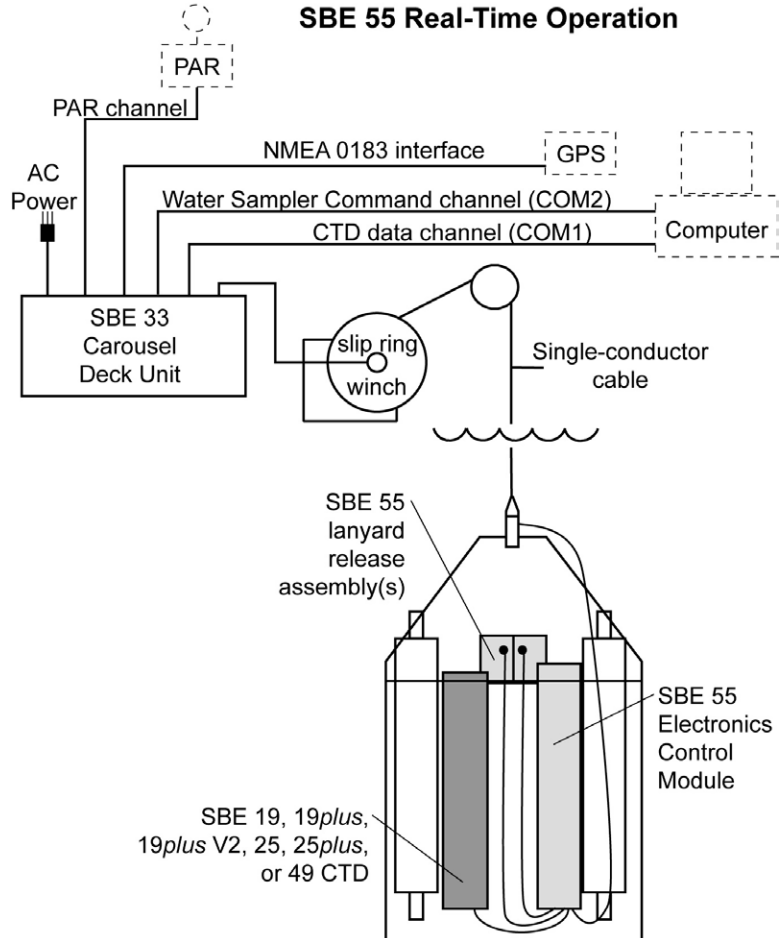 SBE 55 Real-Time Operation
PAR
PAR channel
NMEA 0183 interface
GPS
AC
Power
Water Sampler Command channel (COM2)
CTD data channel (COM1)
Computer
SBE 33
Carousel
Deck Unit
slip ring
winch
Single-conductor
cable
SBE 55
lanyard
release
assembly(s)
SBE 55
Electronics
Control
Module
SBE 19, 19plus,
19plus V2, 25, 25plus,
or 49 CTD